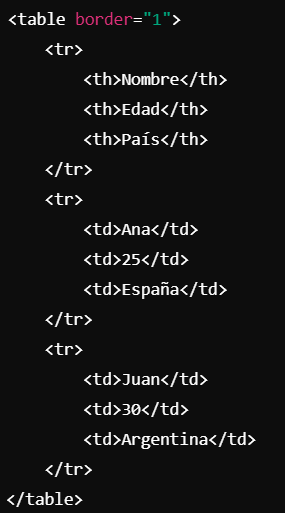 <table border="1">
    <tr>
        <th>Nombre</th>
        <th>Edad</th>
        <th>País</th>
    </tr>
    <tr>
        <td>Ana</td>
        <td>25</td>
        <td>España</td>
    </tr>
    <tr>
        <td>Juan</td>
        <td>30</td>
        <td>Argentina</td>
    </tr>
</table>